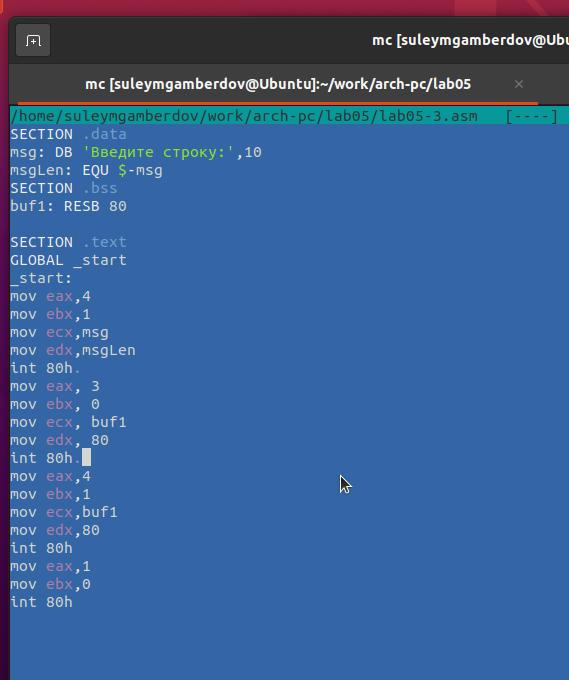 mc [suleymgamberdov@Ubu
mc [suleymgamberdov@Ubuntu]:~/work/arch-pc/lab05 ×
/home/suleymgamberdov/work/arch-pc/lab05/lab05-3.asm [----]
SECTION .data
msg: DB 'Введите строку:',10
msgLen: EQU $-msg
SECTION .bss
buf1: RESB 80
SECTION .text
GLOBAL _start
_start:
mov eax,4
mov ebx,1
mov ecx,msg
mov edx,msgLen
int 80h.
mov eax, 3
mov ebx, 0
mov ecx, buf1
mov edx, 80
int 80h.
mov eax,4
mov ebx,1
mov ecx,buf1
mov edx,80
int 80h
mov eax,1
mov ebx,0
int 80h